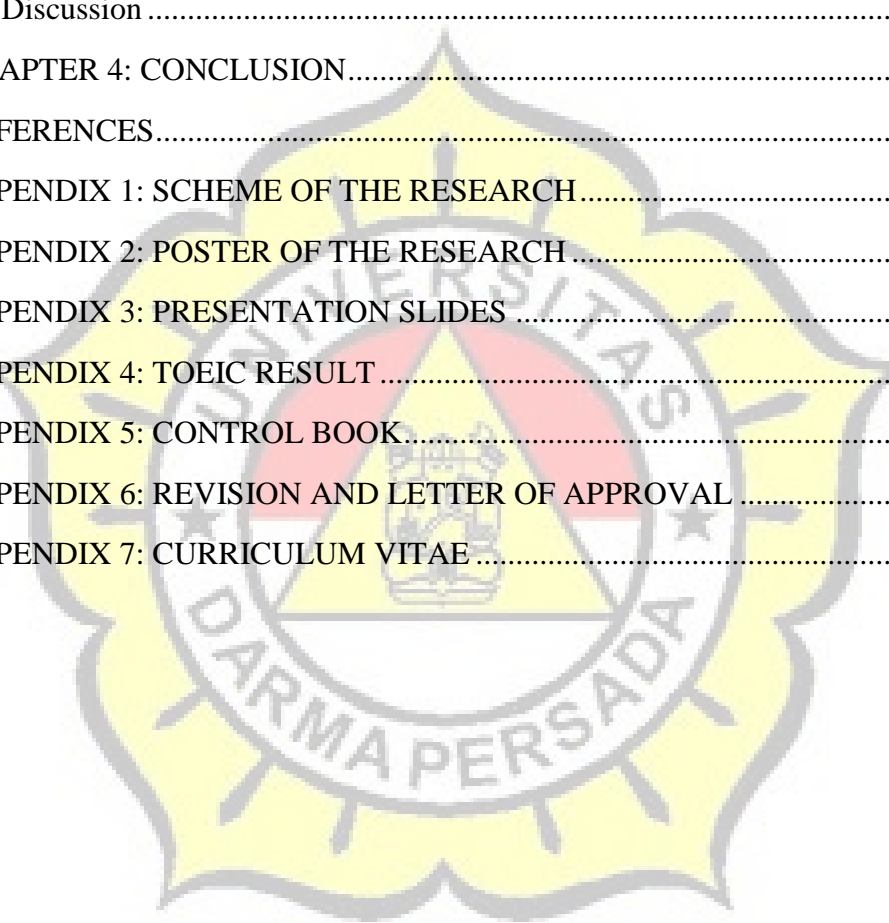 Discussion ..........................................................................................
APTER 4: CONCLUSION..................................................................
FERENCES.........................................................................................
PENDIX 1: SCHEME OF THE RESEARCH......................................
PENDIX 2: POSTER OF THE RESEARCH.......................................
PENDIX 3: PRESENTATION SLIDES ..............................................
PENDIX 4: TOEIC RESULT..............................................................
PENDIX 5: CONTROL BOOK...........................................................
PENDIX 6: REVISION AND LETTER OF APPROVAL ..................
PENDIX 7: CURRICULUM VITAE ..................................................
UNIVERSITAS
DARMA PERSADA